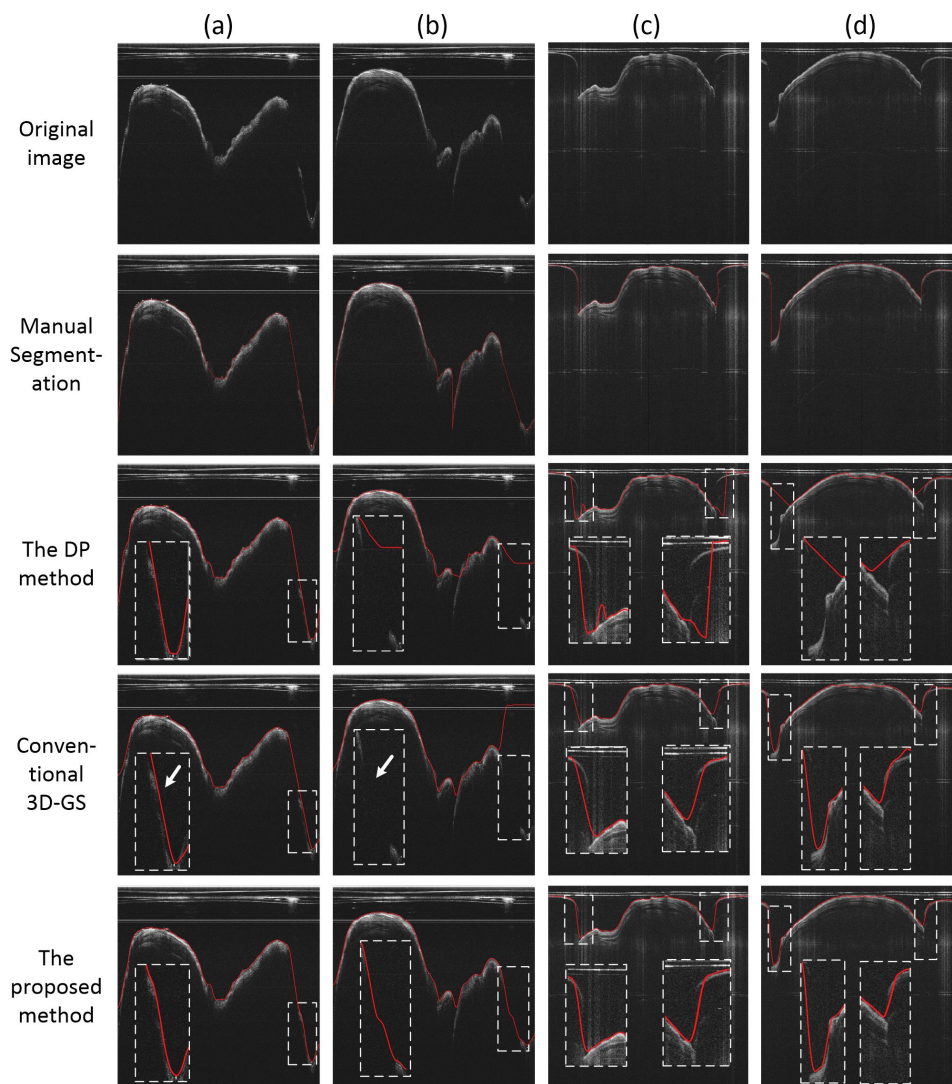 (a) (b) (c) (d)
Original
image
Manual
Segment-
ation
The DP
method
Conven-
tional
3D-GS
The
proposed
method